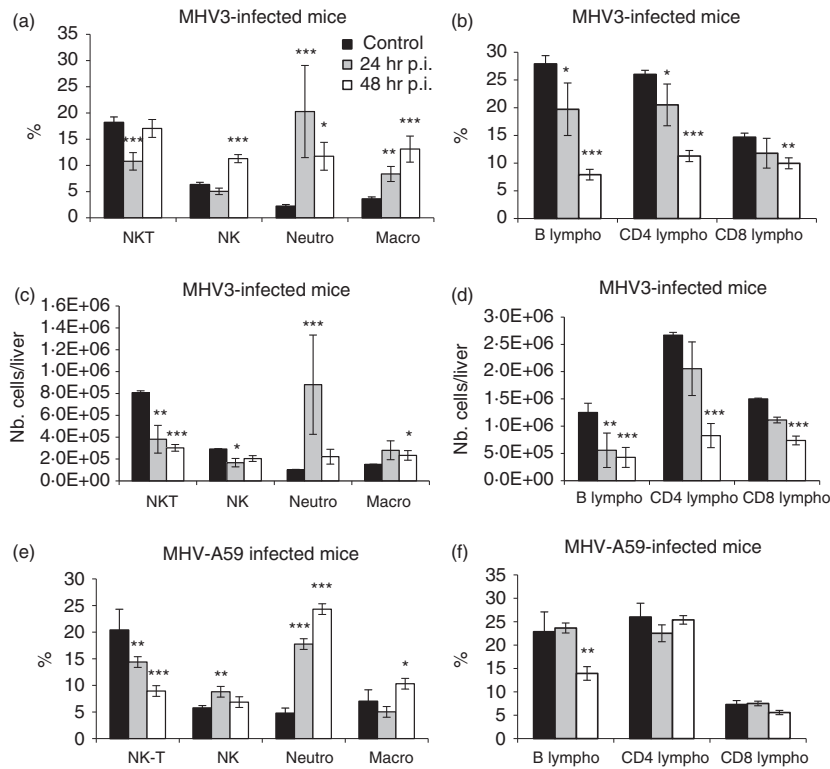 (a)
MHV3-infected mice
Control
24 hr p.i.
48 hr p.i.
35
30
25
20
15
10
5
0
%
***
***
***
*
**
***
NKT NK Neutro Macro
(b)
MHV3-infected mice
30
25
20
15
10
5
0
%
*
***
*
***
**
B lympho CD4 lympho CD8 lympho
(c)
MHV3-infected mice
1·6E+06
1·4E+06
1·2E+06
1·0E+06
8·0E+05
6·0E+05
4·0E+05
2·0E+05
0·0E+00
Nb. cells/liver
**
***
*
***
*
NKT NK Neutro Macro
(d)
MHV3-infected mice
3·0E+06
2·5E+06
2·0E+06
1·5E+06
1·0E+06
5·0E+05
0·0E+00
Nb. cells/liver
**
***
***
***
B lympho CD4 lympho CD8 lympho
(e)
MHV-A59 infected mice
30
25
20
15
10
5
0
%
**
***
**
***
***
*
NK-T NK Neutro Macro
(f)
MHV-A59-infected mice
35
30
25
20
15
10
5
0
%
**
B lympho CD4 lympho CD8 lympho